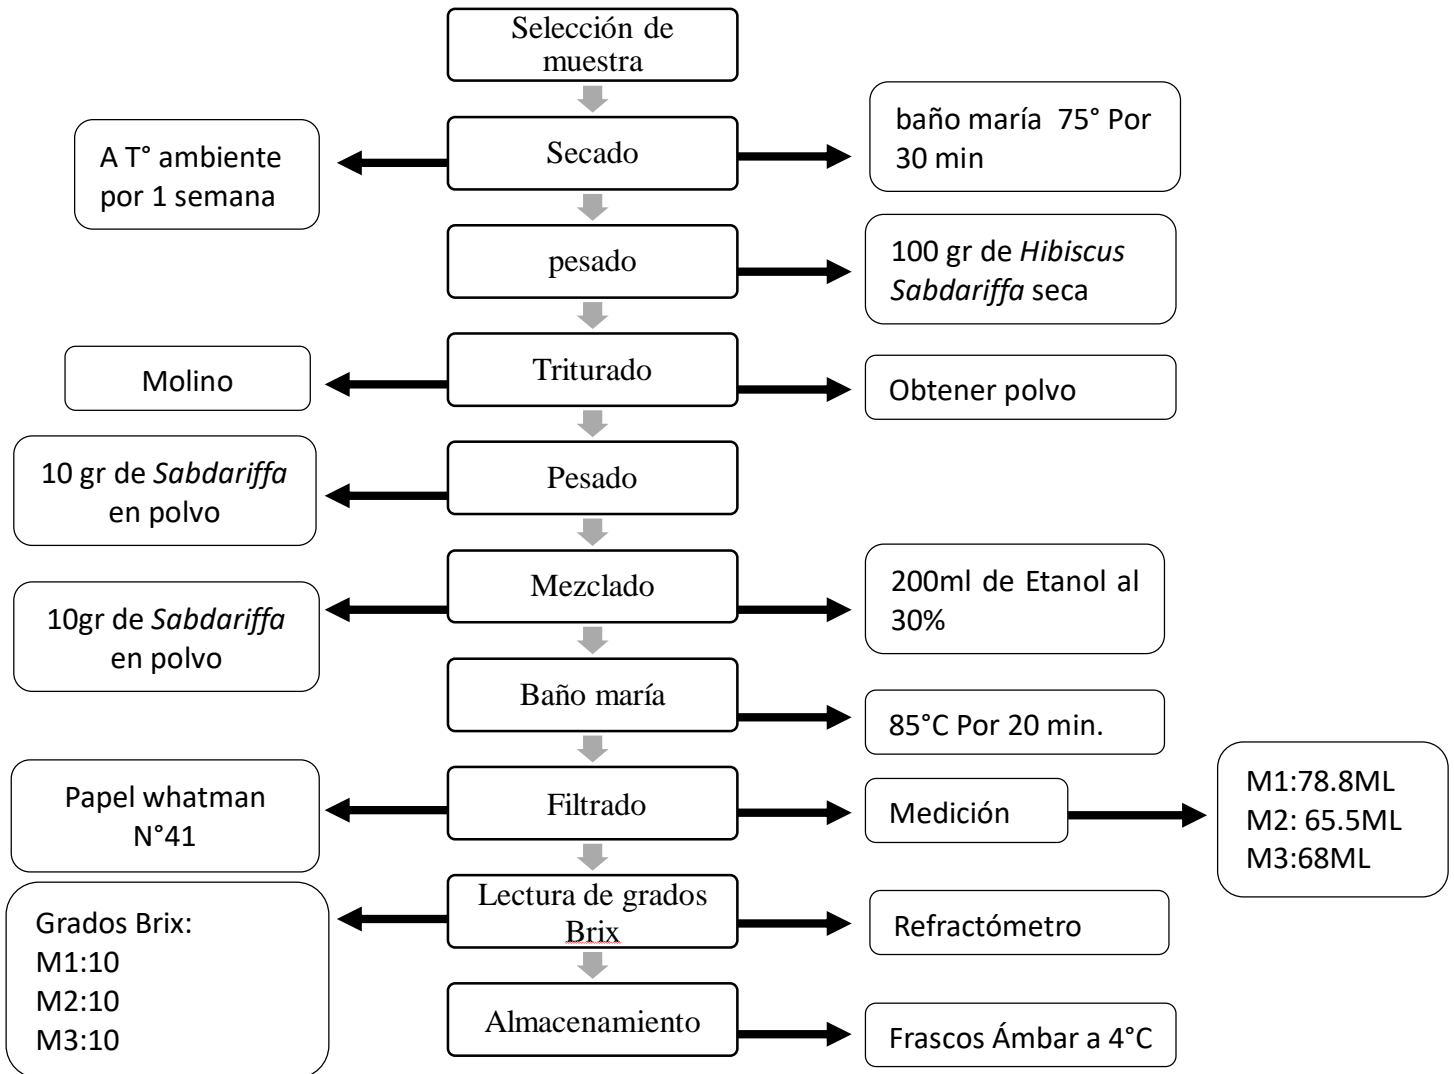 Selección de
muestra
A T° ambiente
por 1 semana
Secado
baño maría  75° Por
30 min
pesado
100 gr de Hibiscus
Sabdariffa seca
Molino
Triturado
Obtener polvo
10 gr de Sabdariffa
en polvo
Pesado
10gr de Sabdariffa
en polvo
Mezclado
200ml de Etanol al
30%
Baño maría
85°C Por 20 min.
Papel whatman
N°41
Filtrado
Medición
M1:78.8ML
M2: 65.5ML
M3:68ML
Grados Brix:
M1:10
M2:10
M3:10
Lectura de grados
Brix
Refractómetro
Almacenamiento
Frascos Ámbar a 4°C